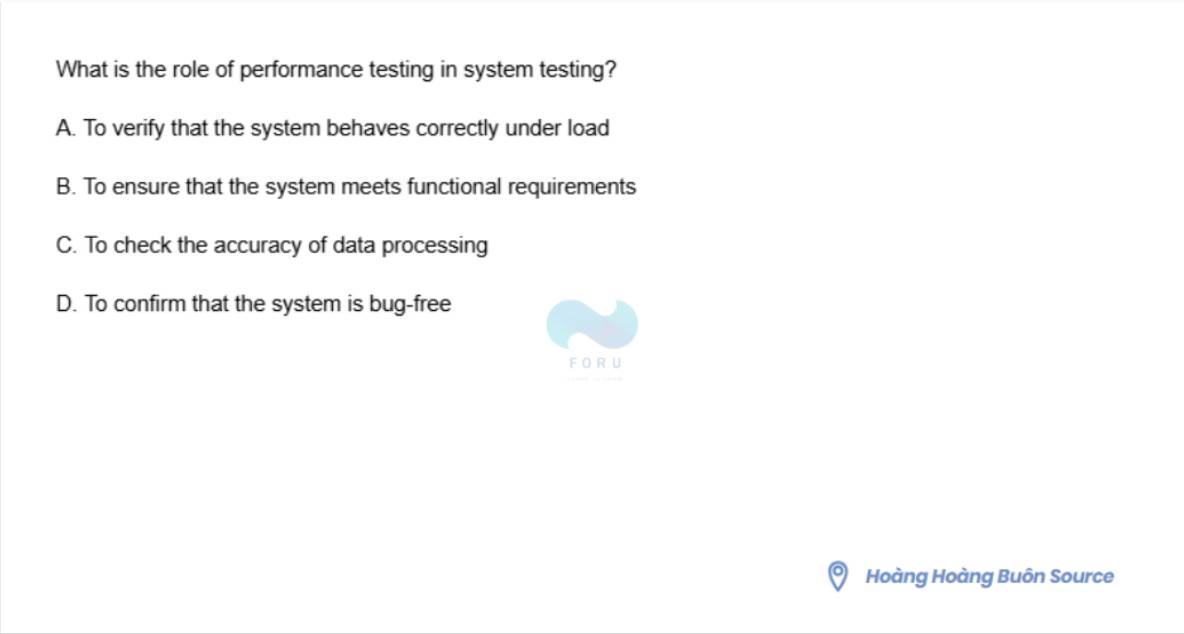 What is the role of performance testing in system testing?
A. To verify that the system behaves correctly under load
B. To ensure that the system meets functional requirements
C. To check the accuracy of data processing
D. To confirm that the system is bug-free
FORU
Hoàng Hoàng Buôn Source